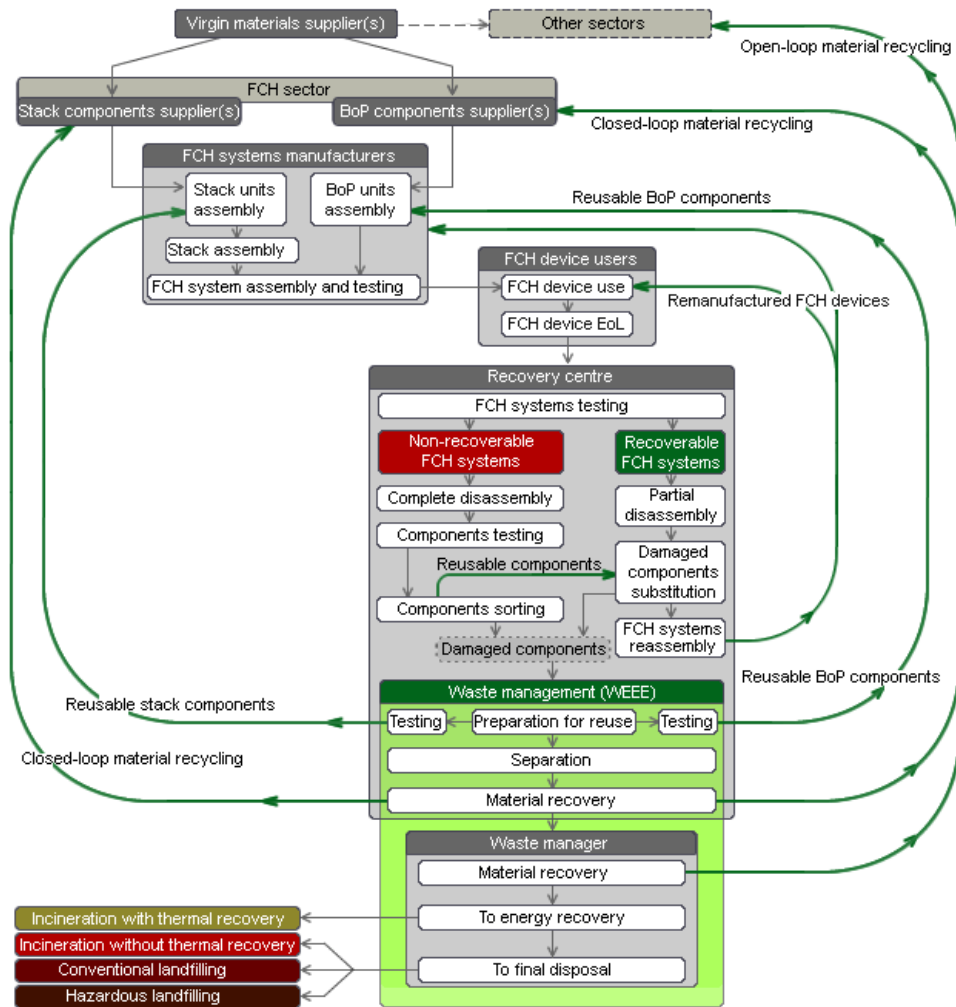 Virgin materials supplier(s)
Other sectors
Open-loop material recycling
FCH sector
Stack components supplier(s)
BoP components supplier(s)
Closed-loop material recycling
FCH systems manufacturers
Stack units
assembly
BoP units
assembly
Reusable BoP components
Stack assembly
FCH system assembly and testing
FCH device users
FCH device use
Remanufactured FCH devices
FCH device EoL
Recovery centre
FCH systems testing
Non-recoverable
FCH systems
Recoverable
FCH systems
Complete disassembly
Partial
disassembly
Components testing
Reusable components
Damaged
components
substitution
Components sorting
FCH systems
reassembly
Damaged components
Reusable BoP components
Waste management (WEEE)
Reusable stack components
Testing
Preparation for reuse
Testing
Closed-loop material recycling
Separation
Material recovery
Waste manager
Material recovery
Incineration with thermal recovery
To energy recovery
Incineration without thermal recovery
Conventional landfilling
To final disposal
Hazardous landfilling